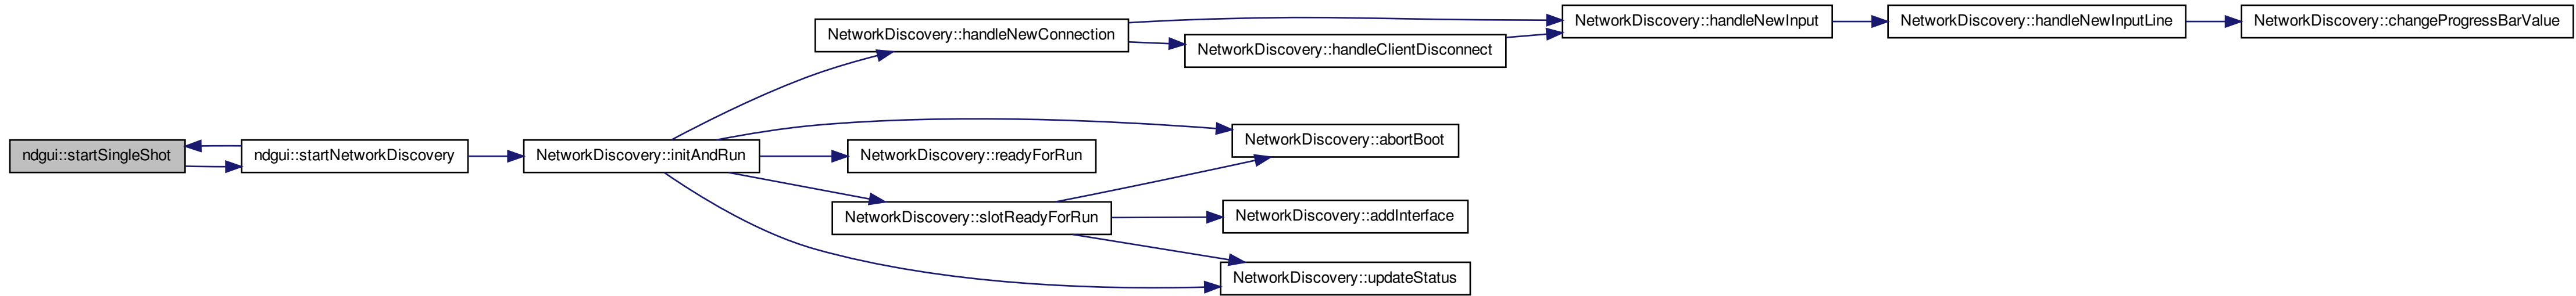 ndgui::startSingleShot
ndgui::startNetworkDiscovery
NetworkDiscovery::initAndRun
NetworkDiscovery::handleNewConnection
NetworkDiscovery::handleClientDisconnect
NetworkDiscovery::handleNewInput
NetworkDiscovery::handleNewInputLine
NetworkDiscovery::changeProgressBarValue
NetworkDiscovery::abortBoot
NetworkDiscovery::readyForRun
NetworkDiscovery::slotReadyForRun
NetworkDiscovery::addInterface
NetworkDiscovery::updateStatus